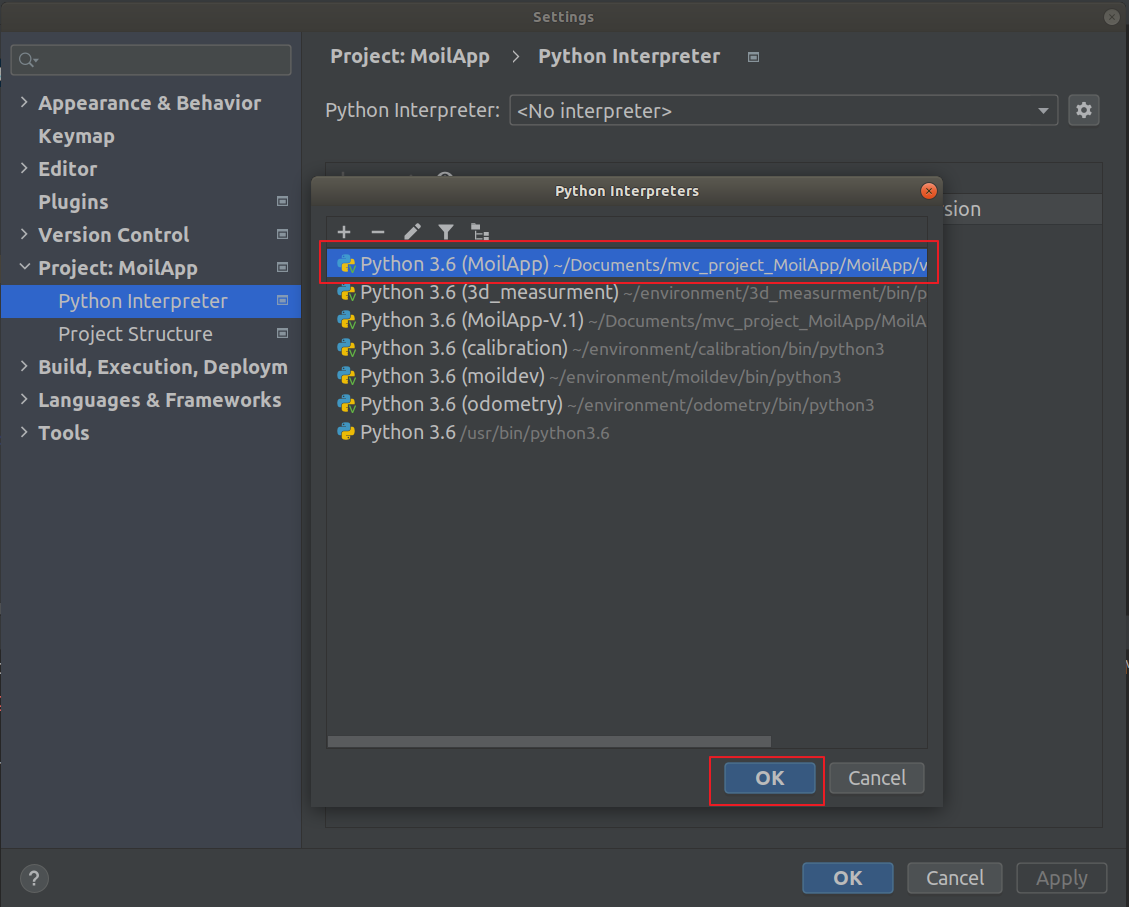 Settings
Project: MoilApp > Python Interpreter
Appearance & Behavior
Keymap
Editor
Plugins
Version Control
Project: MoilApp
Python Interpreter
Project Structure
Build, Execution, Deploym
Languages & Frameworks
Tools
Python Interpreter: <No interpreter>
sion
Python Interpreters
Python 3.6 (MoilApp) ~/Documents/mvc_project_MoilApp/MoilApp/v
Python 3.6 (3d_measurment) ~/environment/3d_measurment/bin/p
Python 3.6 (MoilApp-V.1) ~/Documents/mvc_project_MoilApp/MoilA
Python 3.6 (calibration) ~/environment/calibration/bin/python3
Python 3.6 (moildev) ~/environment/moildev/bin/python3
Python 3.6 (odometry) ~/environment/odometry/bin/python3
Python 3.6 /usr/bin/python3.6
OK Cancel
? OK Cancel Apply